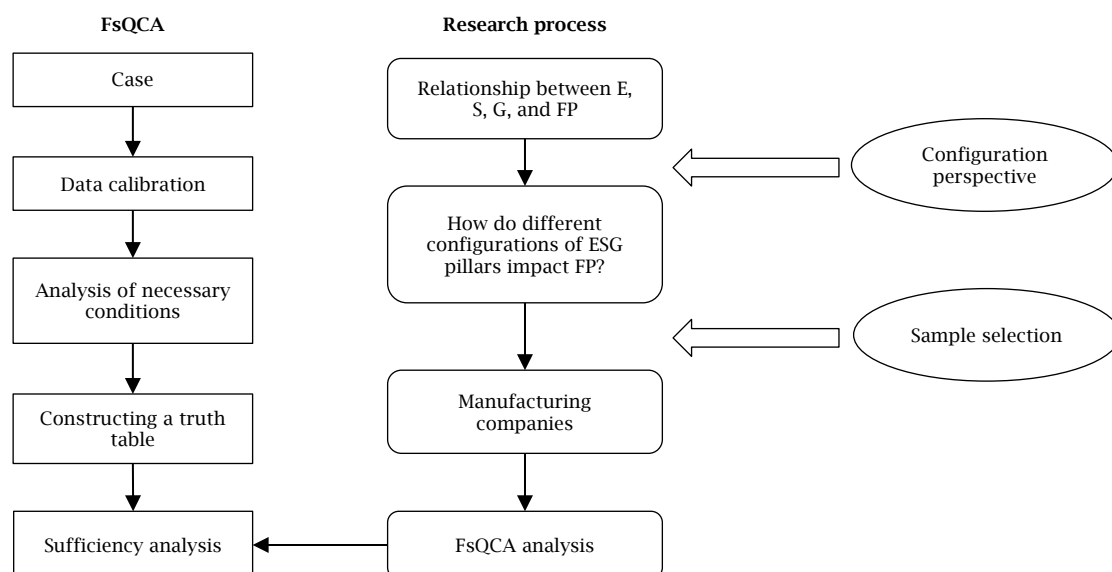 FsQCA
Case
Data calibration
Analysis of necessary
conditions
Constructing a truth
table
Sufficiency analysis
Research process
Relationship between E,
S, G, and FP
How do different
configurations of ESG
pillars impact FP?
Manufacturing
companies
FsQCA analysis
Configuration
perspective
Sample selection